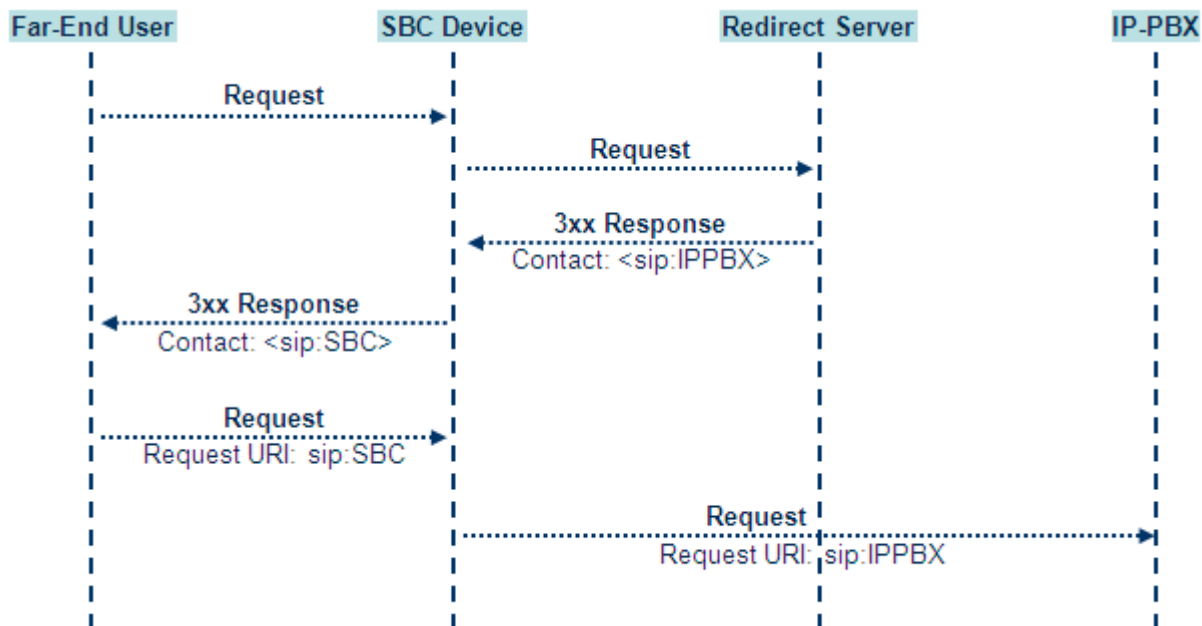 Far-End User SBC Device Redirect Server IP-PBX
Request
Request
3xx Response
Contact: <sip:IPPBX>
3xx Response
Contact: <sip:SBC>
Request
Request URI: sip:SBC
Request
Request URI: sip:IPPBX